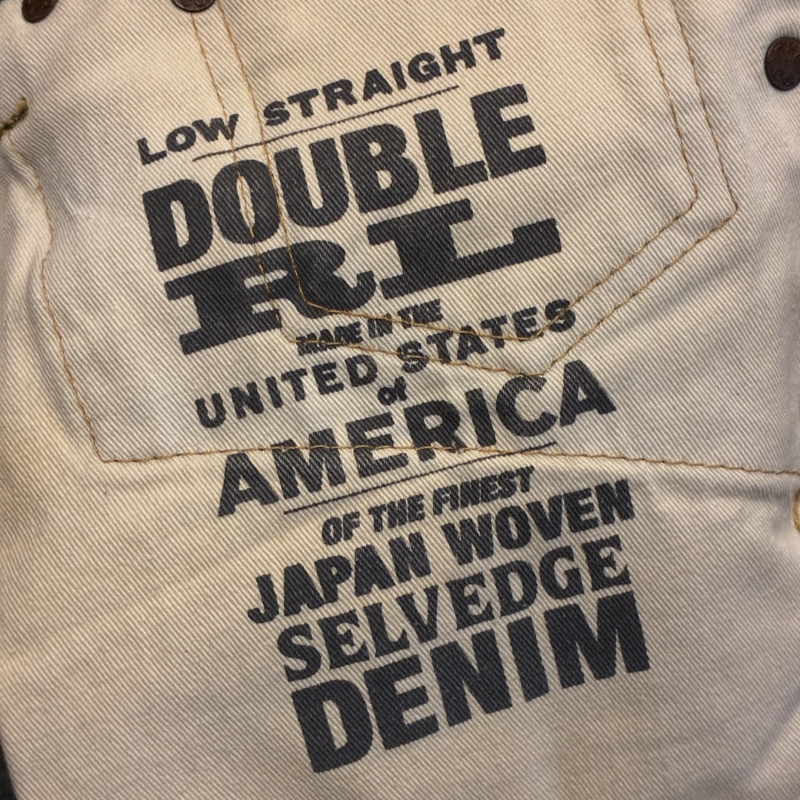 LOW STRAIGHT
DOUBLE
RL
MADE IN THE
UNITED STATES
of
AMERICA
OF THE FINEST
JAPAN WOVEN
SELVEDGE
DENIM